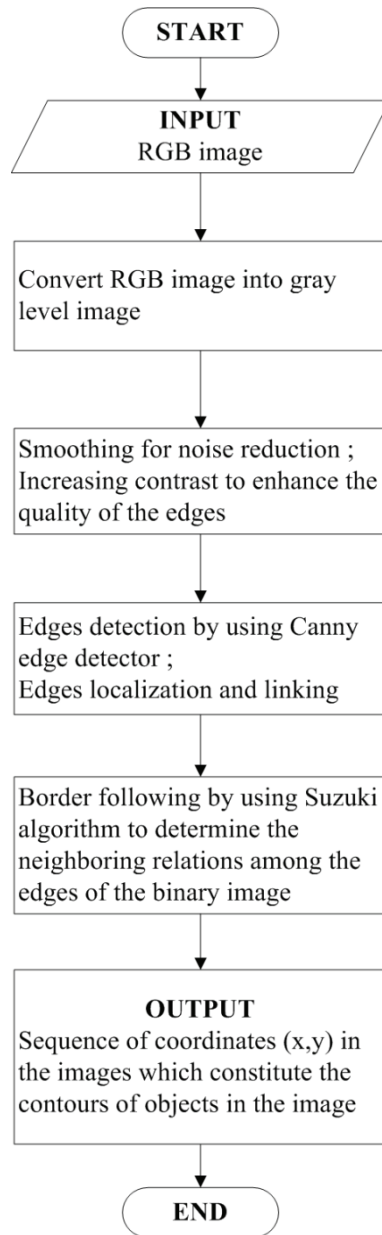 START
INPUT
RGB image
Convert RGB image into gray
level image
Smoothing for noise reduction ;
Increasing contrast to enhance the
quality of the edges
Edges detection by using Canny
edge detector ;
Edges localization and linking
Border following by using Suzuki
algorithm to determine the
neighboring relations among the
edges of the binary image
OUTPUT
Sequence of coordinates (x,y) in
the images which constitute the
contours of objects in the image
END